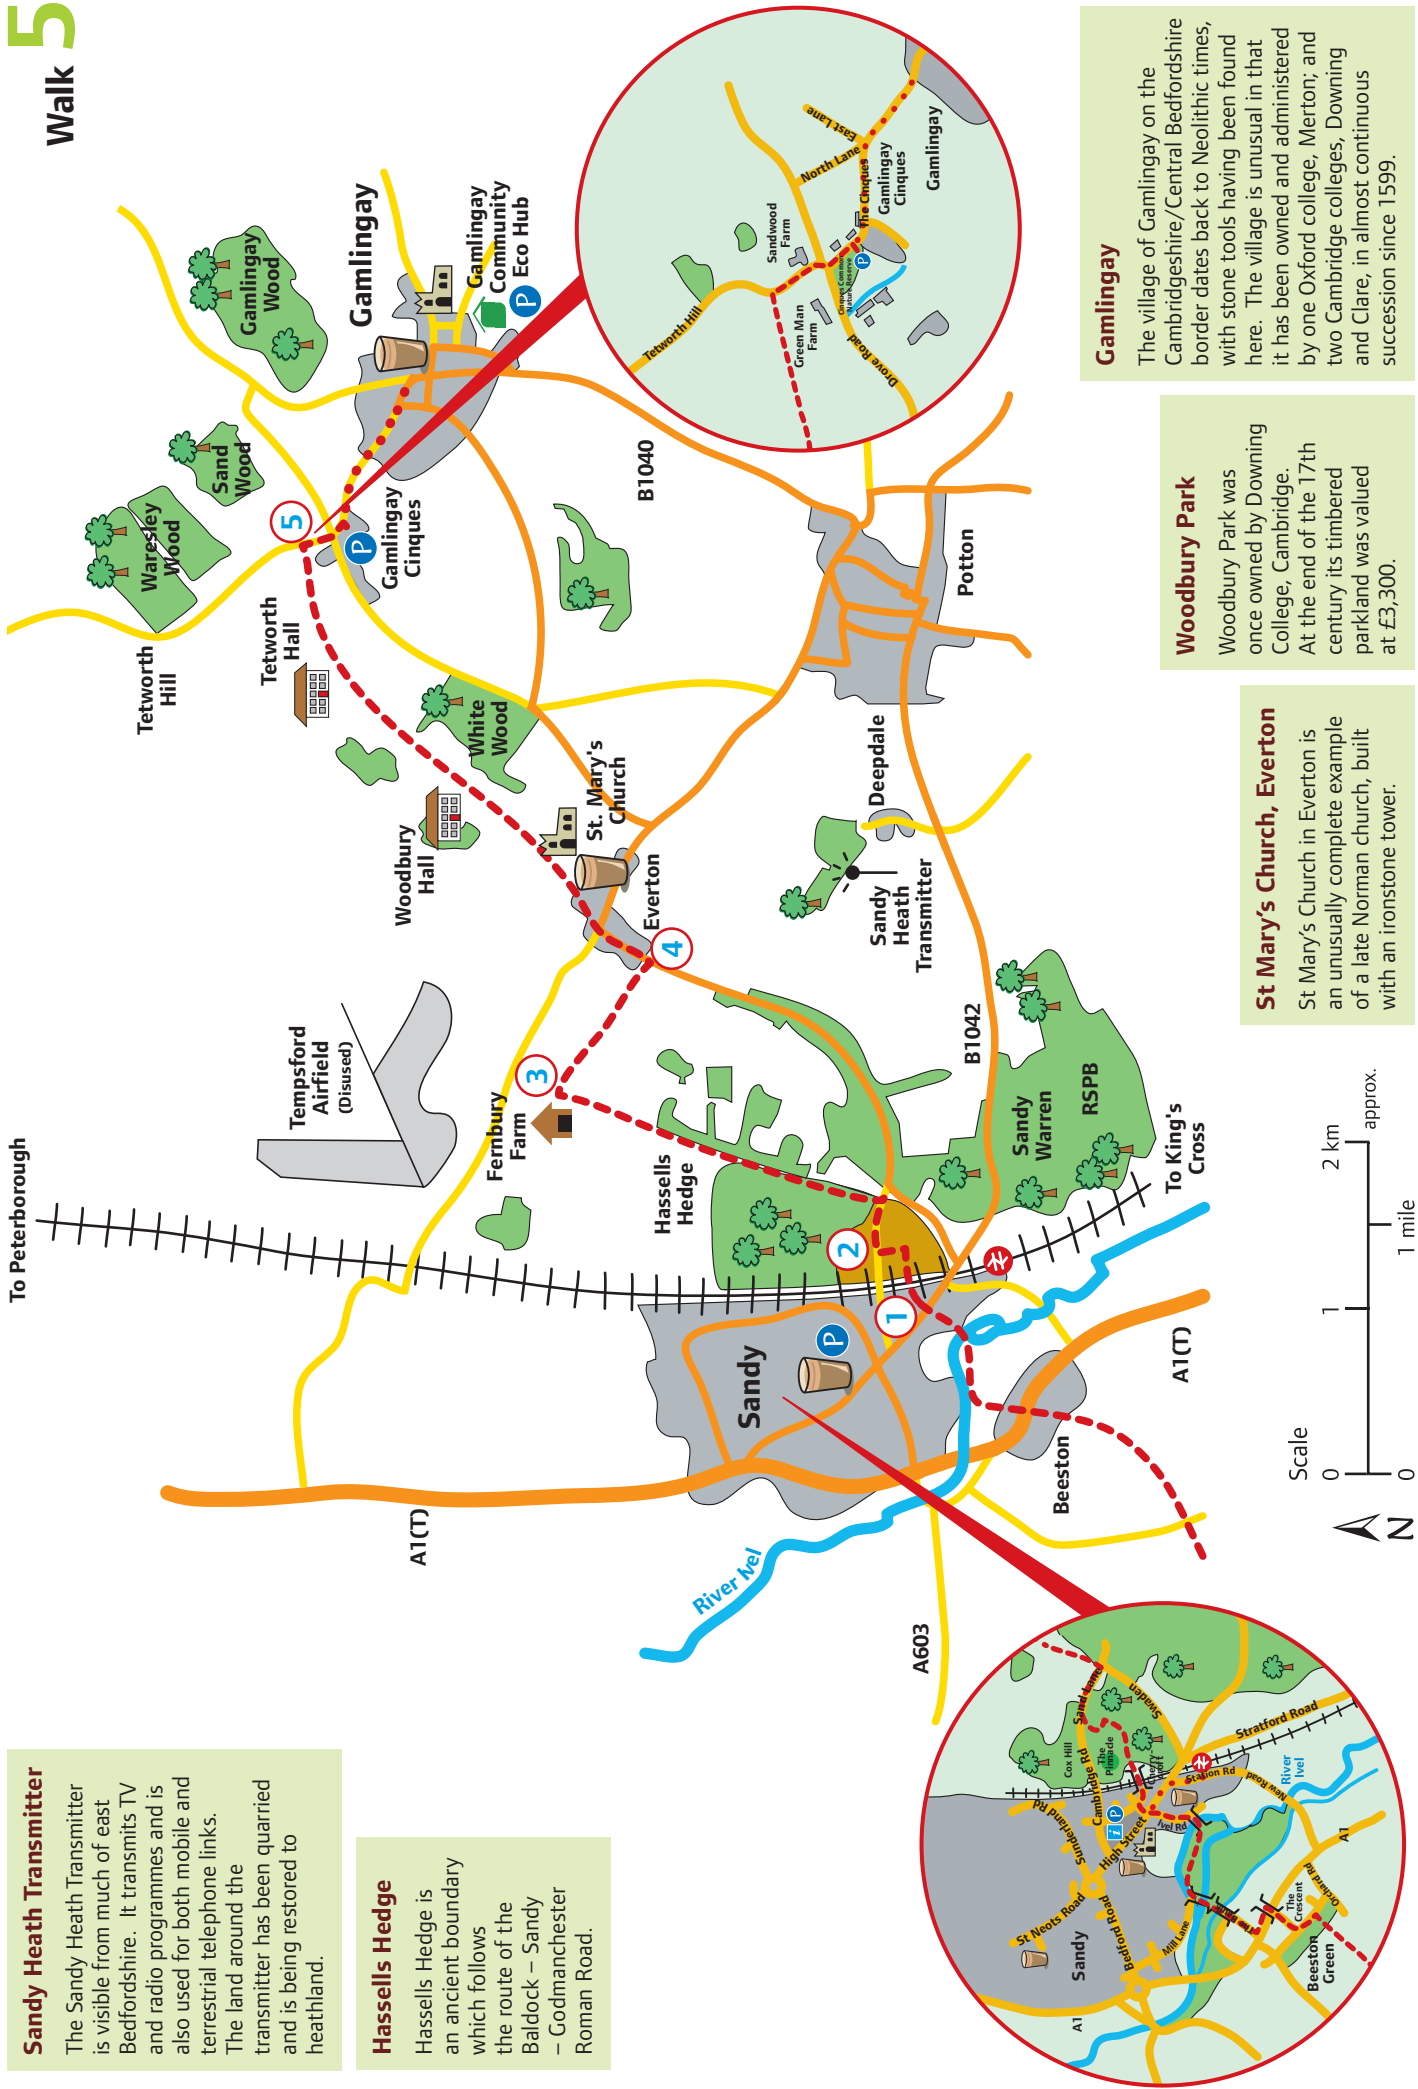 Walk 5
Sandy Heath Transmitter
The Sandy Heath Transmitter
is visible from much of east
Bedfordshire. It transmits TV
and radio programmes and is
also used for both mobile and
terrestrial telephone links.
The land around the
transmitter has been quarried
and is being restored to
heathland.
Hassells Hedge
Hassells Hedge is
an ancient boundary
which follows
the route of the
Baldock – Sandy
– Godmanchester
Roman Road.
To Peterborough
Tempsford
Airfield
(Disused)
Tetworth
Hill
Waresley
Wood
Sand
Wood
Gamlingay
Wood
Gamlingay
Gamlingay
Community
Eco Hub
P
5
P
Gamlingay
Cinques
Tetworth
Hall
Woodbury
Hall
White
Wood
St. Mary's
Church
Everton
4
3
Fernbury
Farm
Hassells
Hedge
2
1
A1(T)
River Ivel
Sandy
P
A603
Beeston
A1(T)
B1040
Potton
Deepdale
Sandy
Heath
Transmitter
B1042
Sandy
Warren
RSPB
To King's
Cross
Tetworth Hill
Sandwood
Farm
North Lane
East Lane
The Cinques
Gamlingay
Cinques
Gamlingay
Green Man
Farm
Cinques Common
Nature Reserve
P
Drove Road
Sandy
St Neots Road
Sunderland Rd
Cambridge Rd
Cox Hill
The
Pinnacle
Sand Lane
Swaden
Stratford Road
Station Rd
New Road
River
Ivel
High Street
i P
Ivel Rd
Bedford Road
Mill Lane
The
Crescent
Orchard Rd
Beeston
Green
A1
A1
Scale
0 1 2 km
approx.
0 1 mile
N
St Mary’s Church, Everton
St Mary’s Church in Everton is
an unusually complete example
of a late Norman church, built
with an ironstone tower.
Woodbury Park
Woodbury Park was
once owned by Downing
College, Cambridge.
At the end of the 17th
century its timbered
parkland was valued
at £3,300.
Gamlingay
The village of Gamlingay on the
Cambridgeshire/Central Bedfordshire
border dates back to Neolithic times,
with stone tools having been found
here. The village is unusual in that
it has been owned and administered
by one Oxford college, Merton; and
two Cambridge colleges, Downing
and Clare, in almost continuous
succession since 1599.